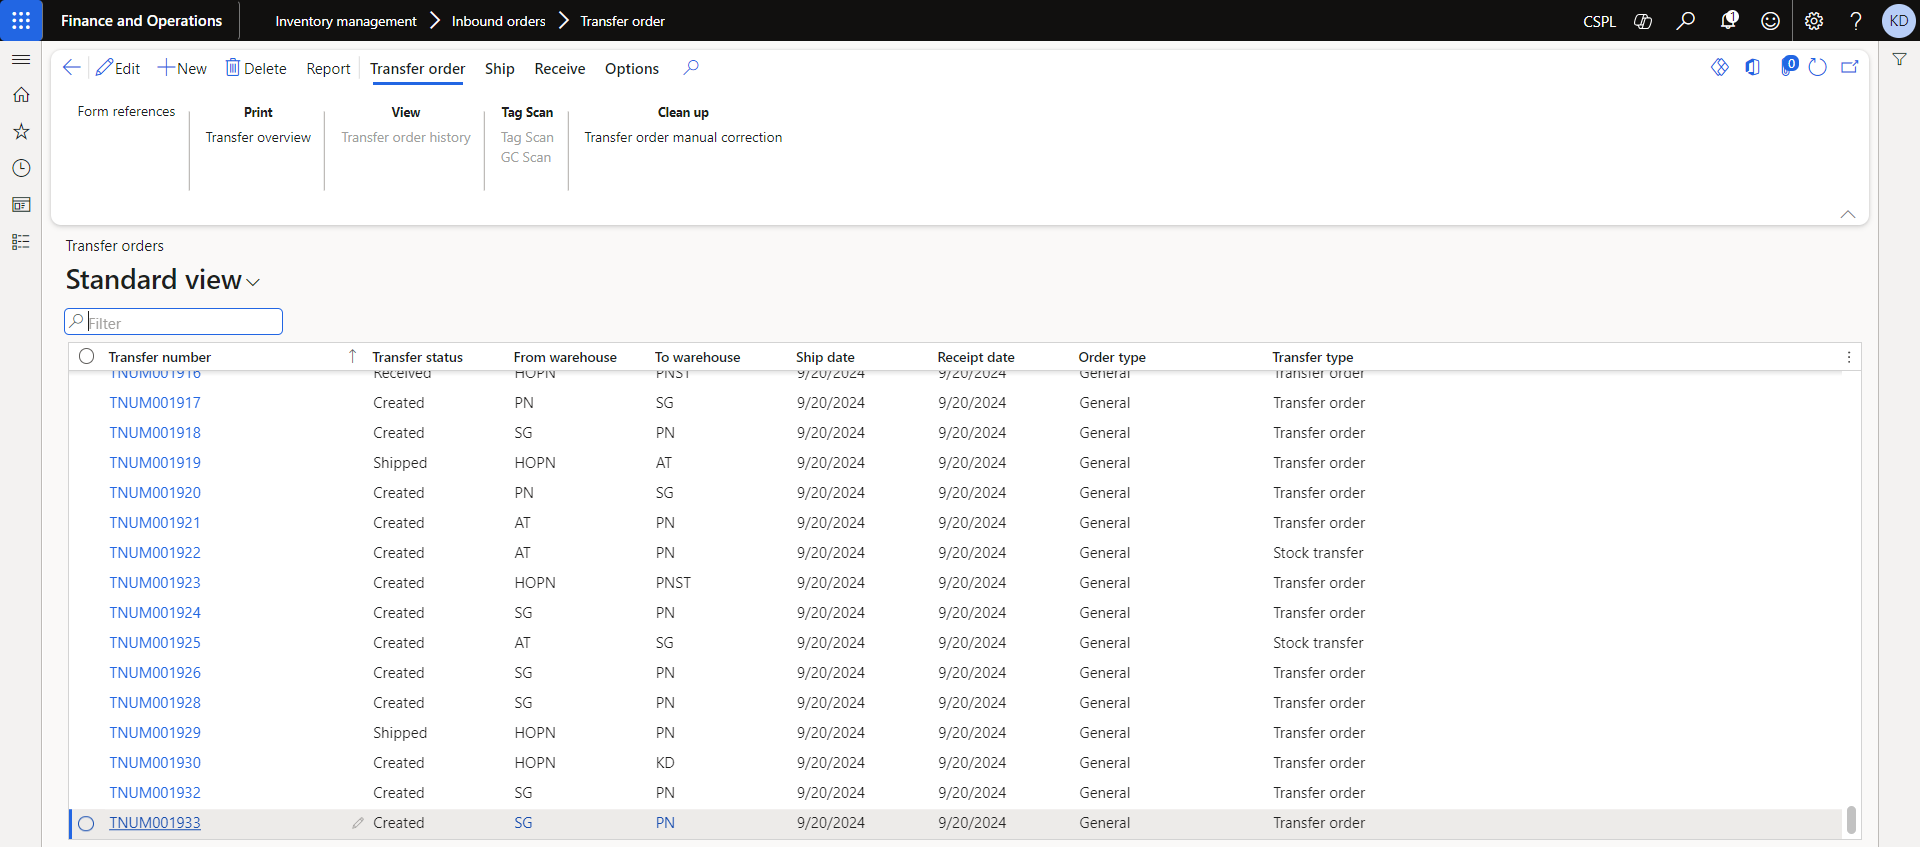 Finance and Operations Inventory management Inbound orders Transfer order CSPL 1 KD
Edit New Delete Report Transfer order Ship Receive Options 0
Form references Print View Tag Scan Clean up
Transfer overview Transfer order history Tag Scan Transfer order manual correction
GC Scan
Transfer orders
Standard view
Filter
Transfer number Transfer status From warehouse To warehouse Ship date Receipt date Order type Transfer type
TNUM001916 Received HOPN PNST 9/20/2024 9/20/2024 General Transfer order
TNUM001917 Created PN SG 9/20/2024 9/20/2024 General Transfer order
TNUM001918 Created SG PN 9/20/2024 9/20/2024 General Transfer order
TNUM001919 Shipped HOPN AT 9/20/2024 9/20/2024 General Transfer order
TNUM001920 Created PN SG 9/20/2024 9/20/2024 General Transfer order
TNUM001921 Created AT PN 9/20/2024 9/20/2024 General Transfer order
TNUM001922 Created AT PN 9/20/2024 9/20/2024 General Stock transfer
TNUM001923 Created HOPN PNST 9/20/2024 9/20/2024 General Transfer order
TNUM001924 Created SG PN 9/20/2024 9/20/2024 General Transfer order
TNUM001925 Created AT SG 9/20/2024 9/20/2024 General Stock transfer
TNUM001926 Created SG PN 9/20/2024 9/20/2024 General Transfer order
TNUM001928 Created SG PN 9/20/2024 9/20/2024 General Transfer order
TNUM001929 Shipped HOPN PN 9/20/2024 9/20/2024 General Transfer order
TNUM001930 Created HOPN KD 9/20/2024 9/20/2024 General Transfer order
TNUM001932 Created SG PN 9/20/2024 9/20/2024 General Transfer order
TNUM001933 Created SG PN 9/20/2024 9/20/2024 General Transfer order